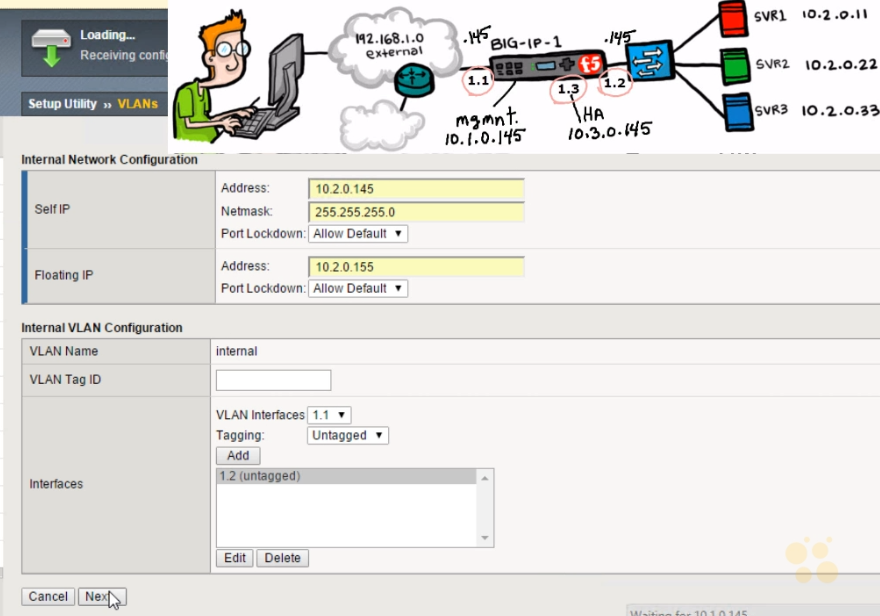 Loading...
Receiving config
Setup Utility » VLANs
192.168.1.0
external
.145
BIG-IP-1
.145
f5
1.1
1.3
1.2
mgmnt.
10.1.0.145
HA
10.3.0.145
SVR1 10.2.0.11
SVR2 10.2.0.22
SVR3 10.2.0.33
Internal Network Configuration
Self IP
Address: 10.2.0.145
Netmask: 255.255.255.0
Port Lockdown: Allow Default
Floating IP
Address: 10.2.0.155
Port Lockdown: Allow Default
Internal VLAN Configuration
VLAN Name internal
VLAN Tag ID
Interfaces
VLAN Interfaces 1.1
Tagging: Untagged
Add
1.2 (untagged)
Edit Delete
Cancel Next
Waiting for 10.1.0.145